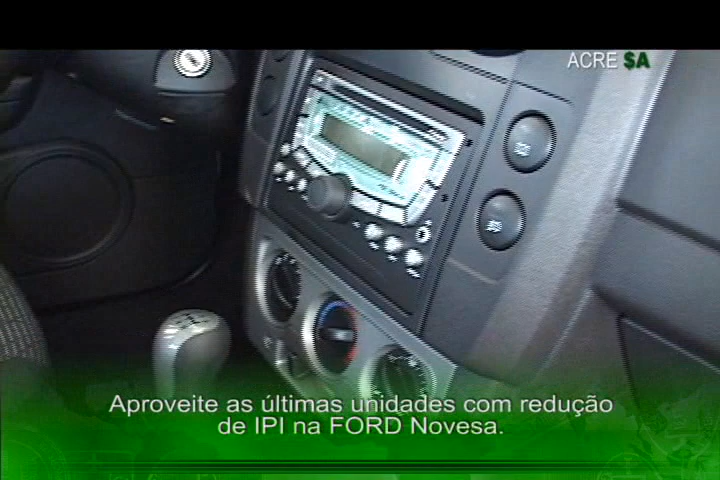 ACRE $A
Aproveite as últimas unidades com redução
de IPI na FORD Novesa.